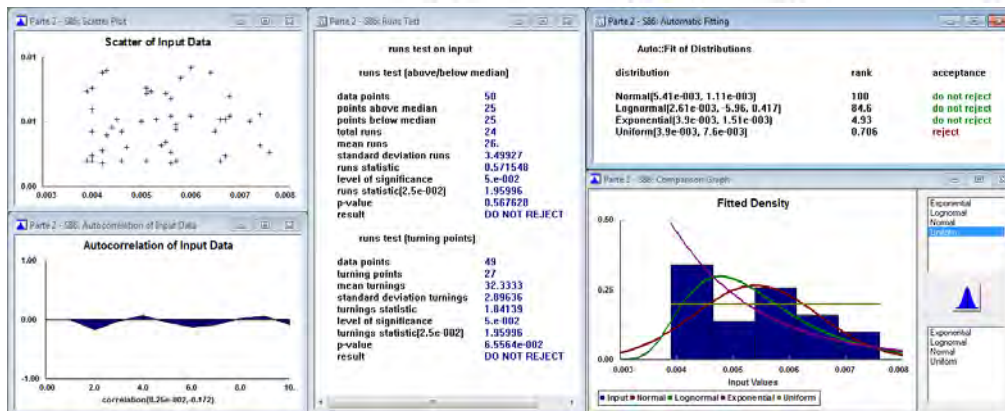 Parte 2 - S86: Scatter Plot
Scatter of Input Data
0.01
0.01
0.00
0.003 0.004 0.005 0.006 0.007 0.008
Parte 2 - S86: Autocorrelation of Input Data
Autocorrelation of Input Data
1.00
0.00
-1.00
0.00 2.0 4.0 6.0 8.0 10..
correlation(8.26e-002,-0.172)
Parte 2 - S86: Runs Test
runs test on input
runs test (above/below median)
data points 50
points above median 25
points below median 25
total runs 24
mean runs 26.
standard deviation runs 3.49927
runs statistic 0.571548
level of significance 5.e-002
runs statistic(2.5e-002) 1.95996
p-value 0.567628
result DO NOT REJECT
runs test (turning points)
data points 49
turning points 27
mean turnings 32.3333
standard deviation turnings 2.89636
turnings statistic 1.84139
level of significance 5.e-002
turnings statistic(2.5e-002) 1.95996
p-value 6.5564e-002
result DO NOT REJECT
Parte 2 - S86: Automatic Fitting
Auto::Fit of Distributions
distribution rank acceptance
Normal(5.41e-003, 1.11e-003) 100 do not reject
Lognormal(2.61e-003, -5.96, 0.417) 84.6 do not reject
Exponential(3.9e-003, 1.51e-003) 4.93 do not reject
Uniform(3.9e-003, 7.6e-003) 0.706 reject
Parte 2 - S86: Comparison Graph
Fitted Density
0.50
0.25
0.00
0.003 0.004 0.005 0.006 0.007 0.008
Input Values
Input Normal Lognormal Exponential Uniform
Exponential
Lognormal
Normal
Uniform
Exponential
Lognormal
Normal
Uniform